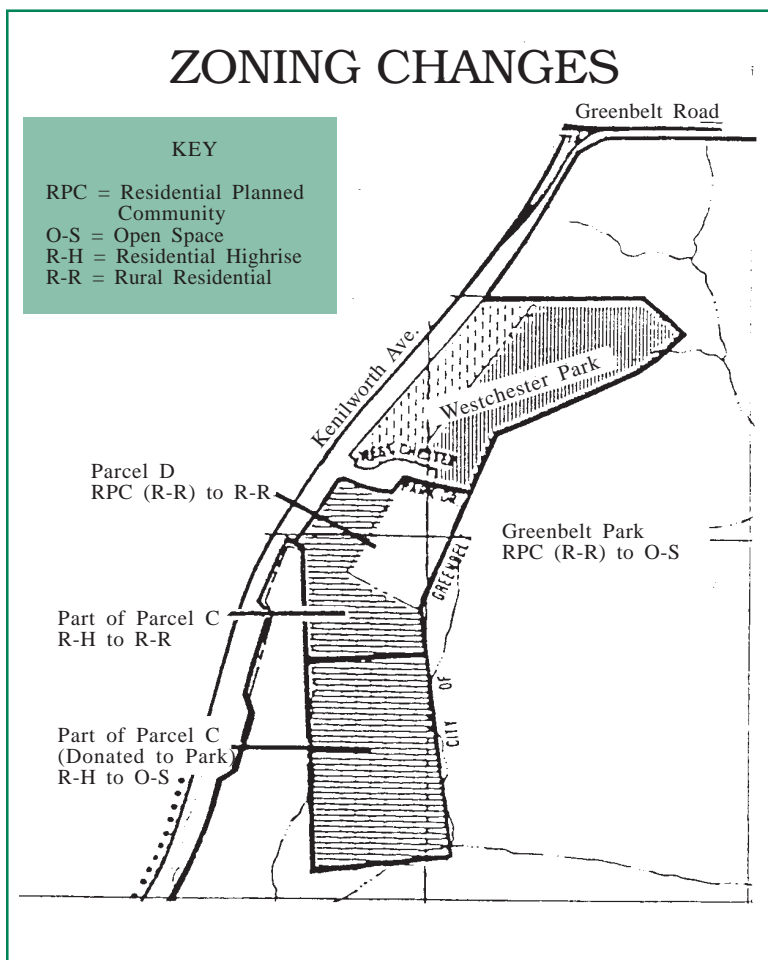 ZONING CHANGES
Greenbelt Road
KEY
RPC = Residential Planned
Community
O-S = Open Space
R-H = Residential Highrise
R-R = Rural Residential
Kenilworth Ave.
Westchester Park
WEST CHESTER
PARK
Parcel D
RPC (R-R) to R-R
Greenbelt Park
RPC (R-R) to O-S
Part of Parcel C
R-H to R-R
Part of Parcel C
(Donated to Park)
R-H to O-S
CITY OF